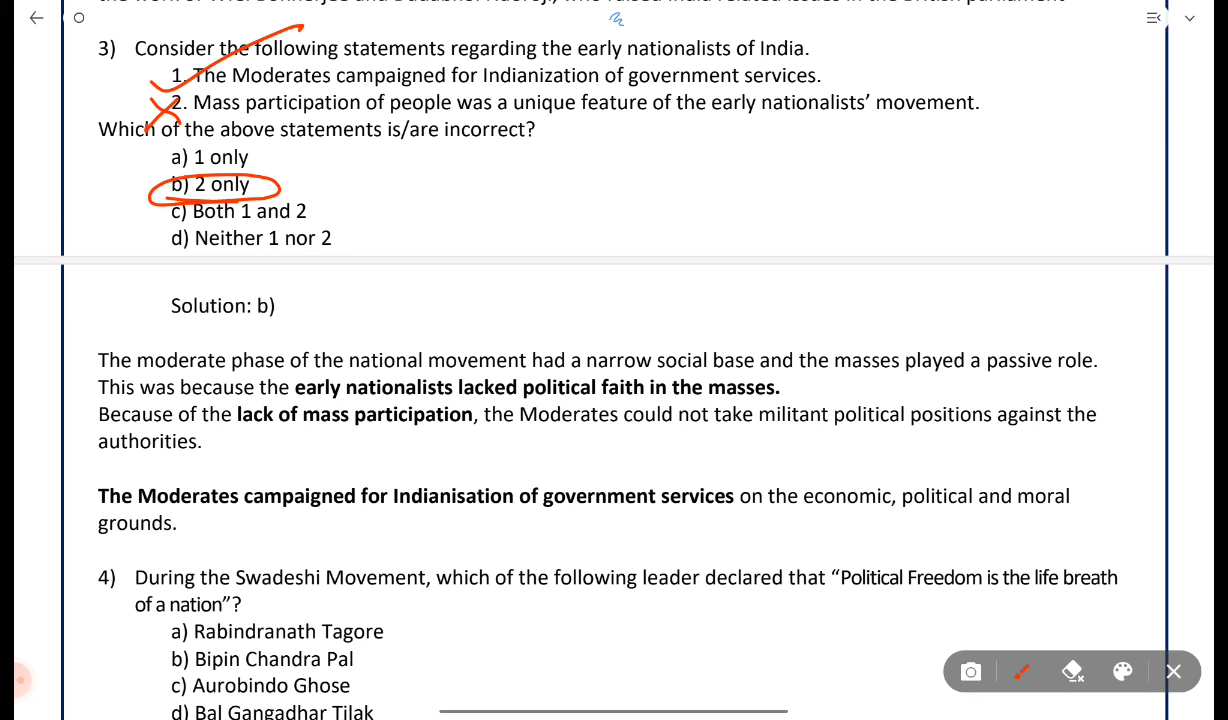 3) Consider the following statements regarding the early nationalists of India.
1. The Moderates campaigned for Indianization of government services.
2. Mass participation of people was a unique feature of the early nationalists’ movement.
Which of the above statements is/are incorrect?
a) 1 only
b) 2 only
c) Both 1 and 2
d) Neither 1 nor 2
Solution: b)
The moderate phase of the national movement had a narrow social base and the masses played a passive role.
This was because the early nationalists lacked political faith in the masses.
Because of the lack of mass participation, the Moderates could not take militant political positions against the
authorities.
The Moderates campaigned for Indianisation of government services on the economic, political and moral
grounds.
4) During the Swadeshi Movement, which of the following leader declared that “Political Freedom is the life breath
of a nation”?
a) Rabindranath Tagore
b) Bipin Chandra Pal
c) Aurobindo Ghose
d) Bal Gangadhar Tilak